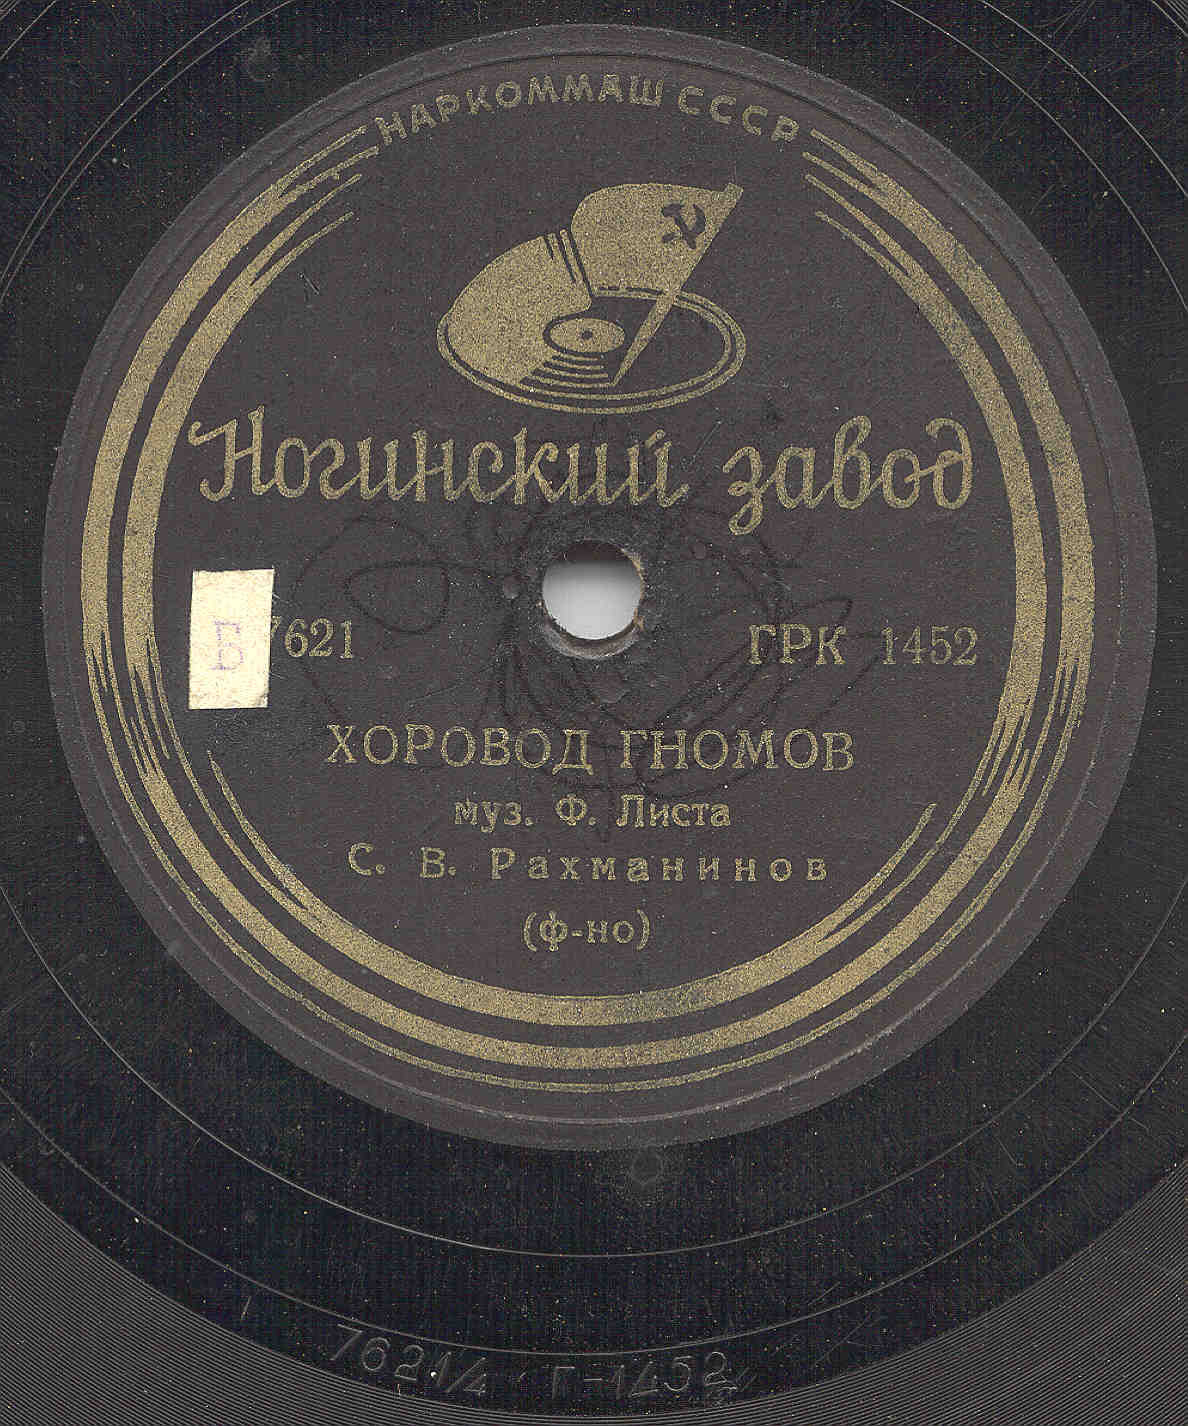 НАРКОММАШ СССР
Ногинский завод
Б 7621 ГРК 1452
ХОРОВОД ГНОМОВ
муз. Ф. Листа
С. В. Рахманинов
(ф-но)
7621/4 Г-1452